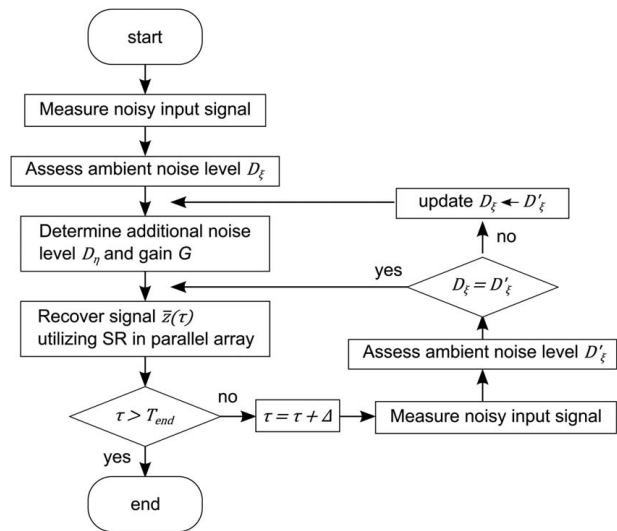 start
Measure noisy input signal
Assess ambient noise level D_ξ
Determine additional noise
level D_η and gain G
Recover signal z̅(τ)
utilizing SR in parallel array
τ > T_end
yes
end
no
τ = τ + Δ
Measure noisy input signal
Assess ambient noise level D′_ξ
D_ξ = D′_ξ
yes
no
update D_ξ ← D′_ξ